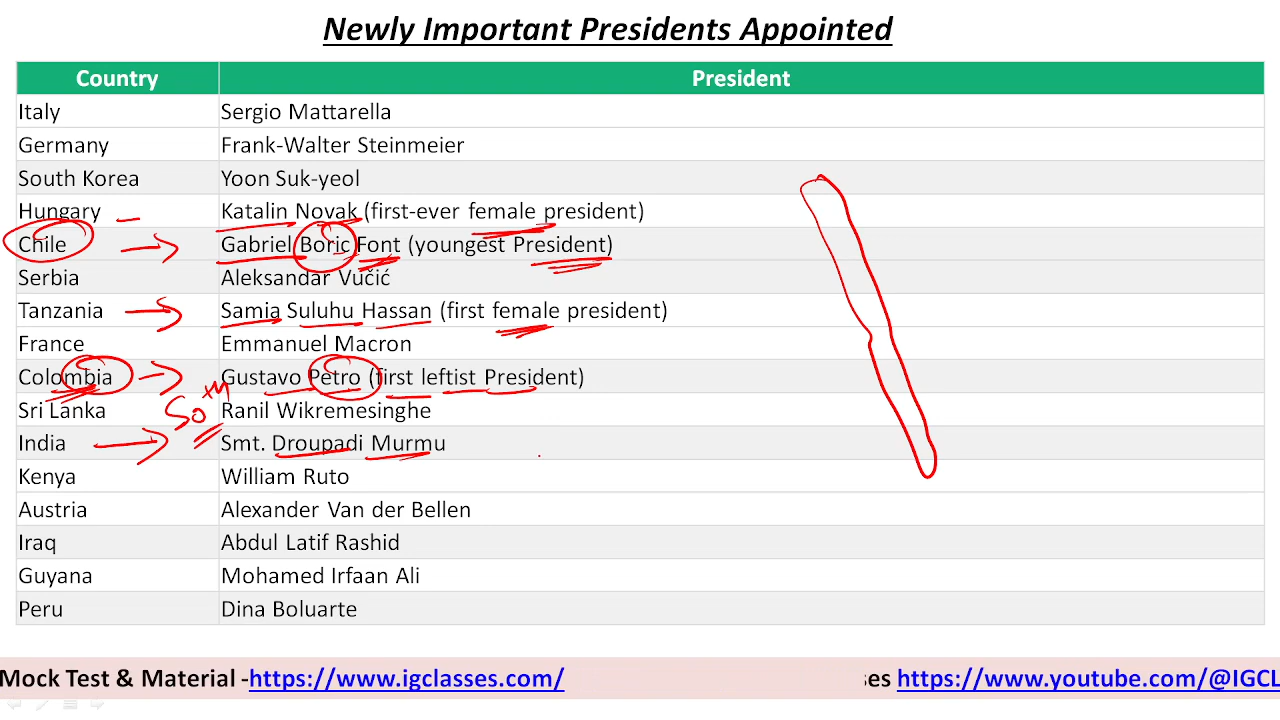 Newly Important Presidents Appointed
Country President
Italy Sergio Mattarella
Germany Frank-Walter Steinmeier
South Korea Yoon Suk-yeol
Hungary Katalin Novak (first-ever female president)
Chile Gabriel Boric Font (youngest President)
Serbia Aleksandar Vučić
Tanzania Samia Suluhu Hassan (first female president)
France Emmanuel Macron
Colombia Gustavo Petro (first leftist President)
Sri Lanka Ranil Wikremesinghe
India Smt. Droupadi Murmu
Kenya William Ruto
Austria Alexander Van der Bellen
Iraq Abdul Latif Rashid
Guyana Mohamed Irfaan Ali
Peru Dina Boluarte
Mock Test & Material -https://www.igclasses.com/ ses https://www.youtube.com/@IGCL